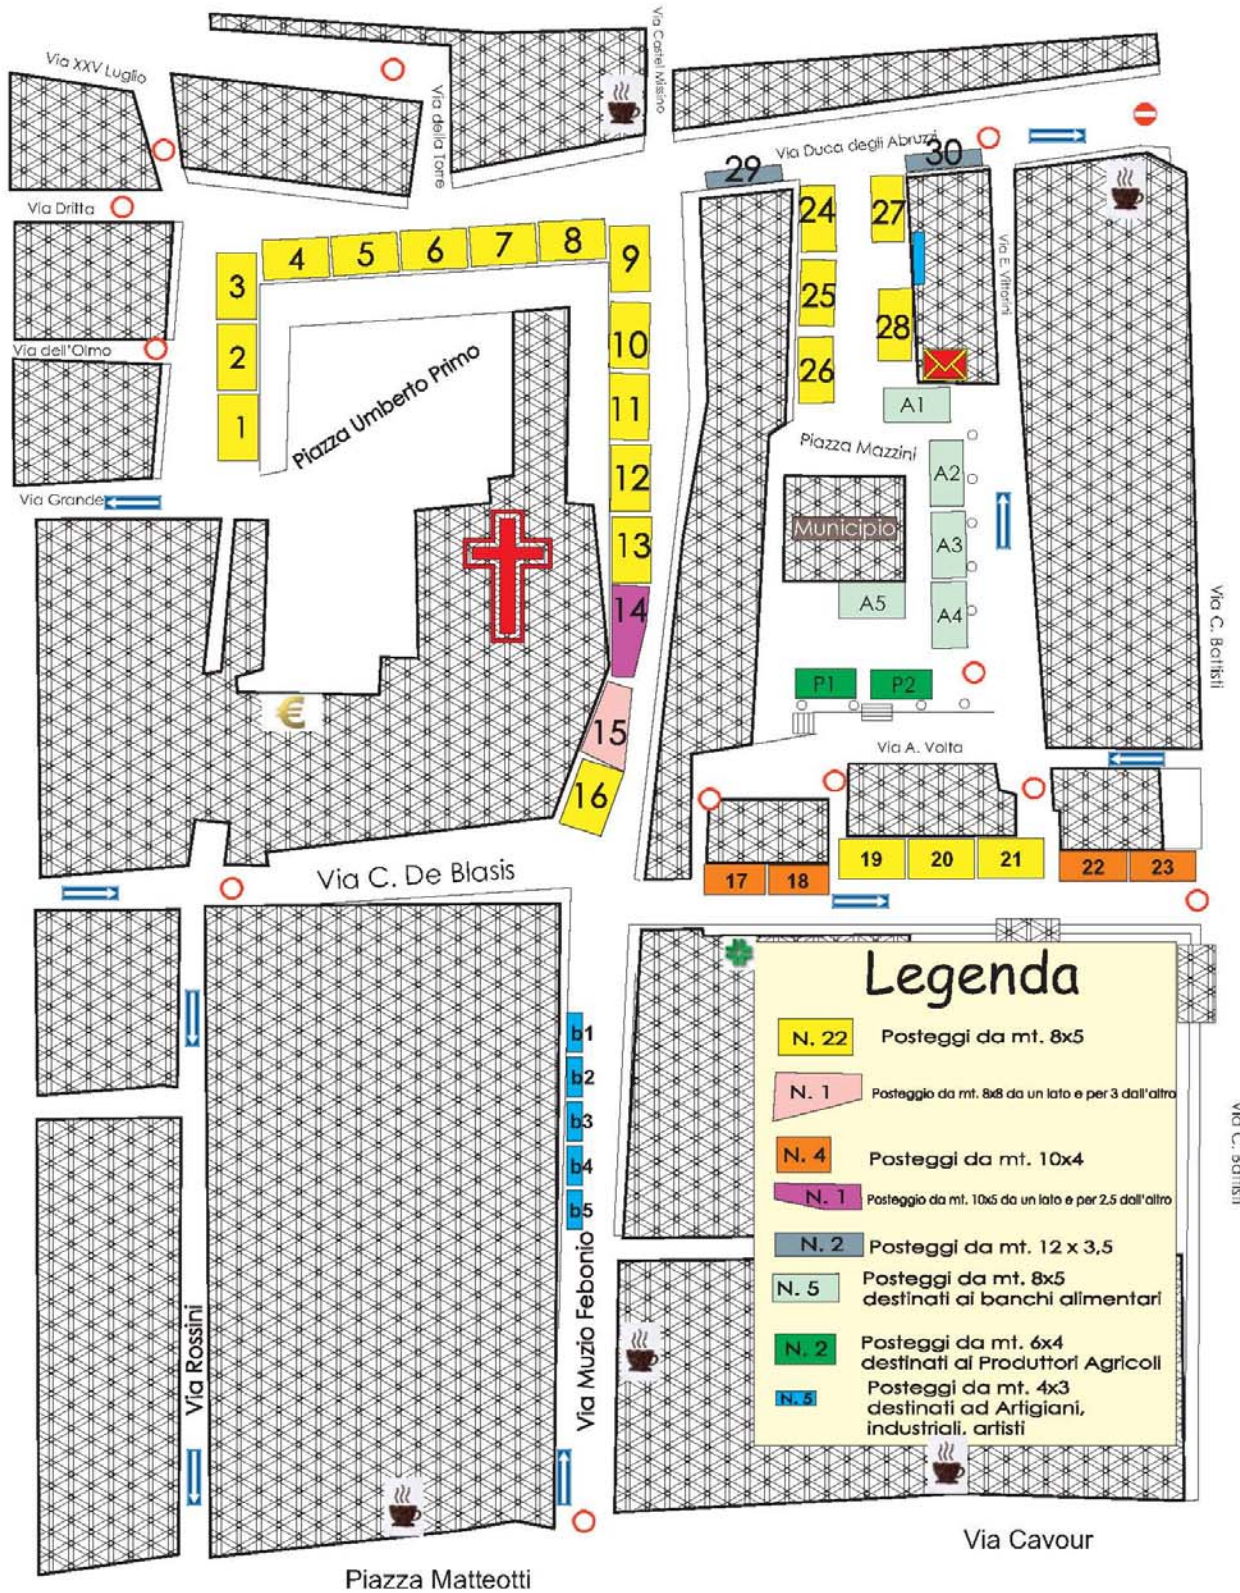 Via XXV Luglio
Via della Torre
Via Castel Missino
Via Duca degli Abruzzi
29
30
Via Dritta
3
4
5
6
7
8
9
24
27
Via E. Vittorini
2
10
25
28
Via dell'Olmo
1
11
26
Piazza Umberto Primo
A1
Piazza Mazzini
12
A2
Via Grande
13
Municipio
A3
14
A5
A4
Via C. Battisti
P1
P2
€
15
Via A. Volta
16
17
18
19
20
21
22
23
Via C. De Blasis
b1
b2
b3
b4
b5
Via Rossini
Via Muzio Febonio
Legenda
N. 22 Posteggi da mt. 8x5
N. 1 Posteggio da mt. 8x8 da un lato e per 3 dall'altro
N. 4 Posteggi da mt. 10x4
N. 1 Posteggio da mt. 10x5 da un lato e per 2,5 dall'altro
N. 2 Posteggi da mt. 12 x 3,5
N. 5 Posteggi da mt. 8x5
destinati ai banchi alimentari
N. 2 Posteggi da mt. 6x4
destinati ai Produttori Agricoli
N. 5 Posteggi da mt. 4x3
destinati ad Artigiani,
industriali, artisti
Via C. Battisti
Via Cavour
Piazza Matteotti